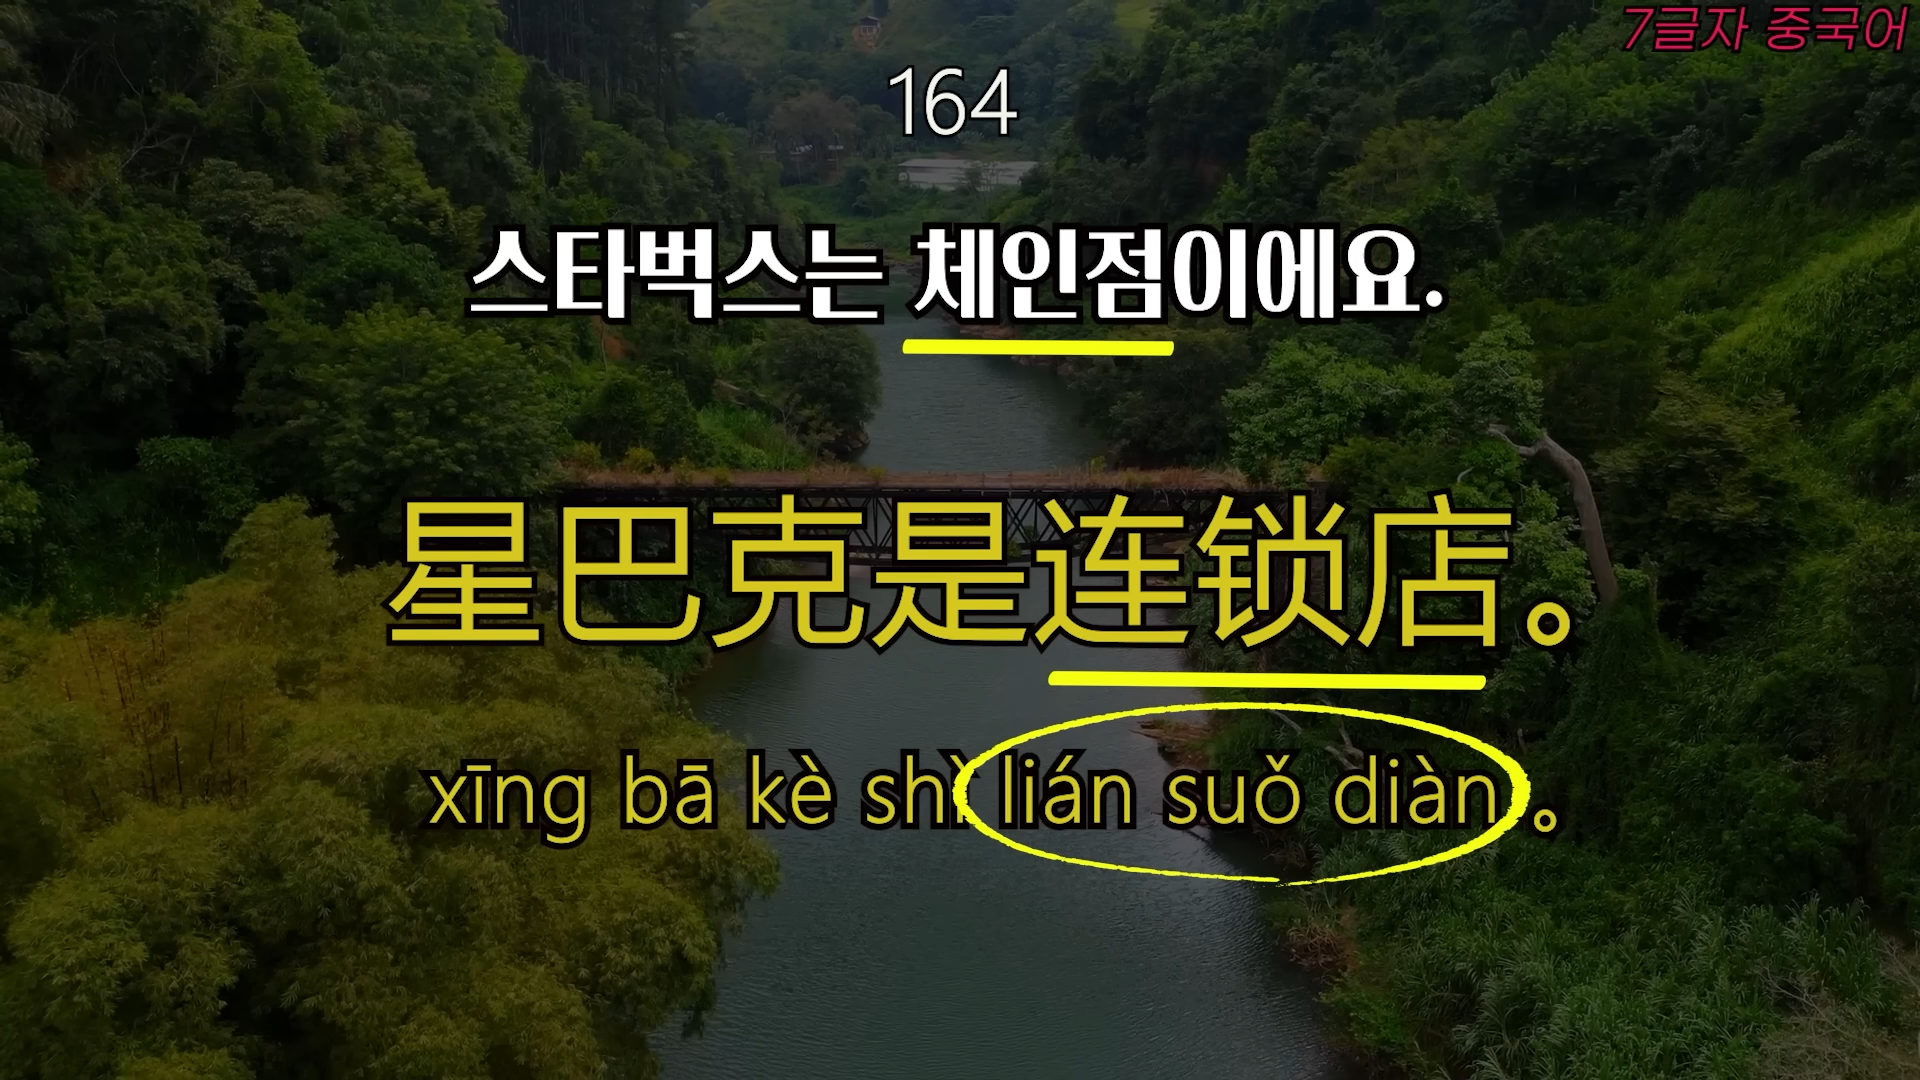 7글자 중국어
164
스타벅스는 체인점이에요.
星巴克是连锁店。
xīng bā kè shì lián suǒ diàn 。